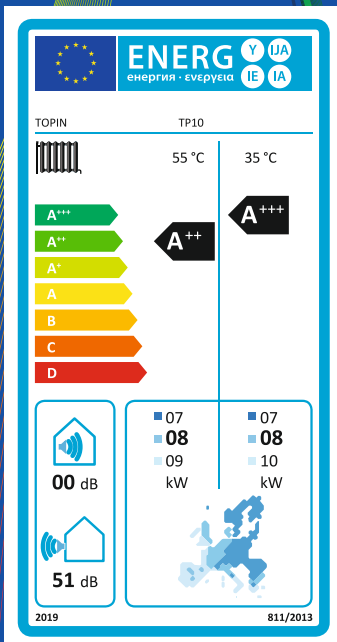 ENERG Y IJA
енергия · ενεργεια IE IA
TOPIN TP10
55 °C 35 °C
A+++
A+++
A++
A++
A+
A
B
C
D
07 07
08 08
09 10
kW kW
00 dB
51 dB
2019 811/2013